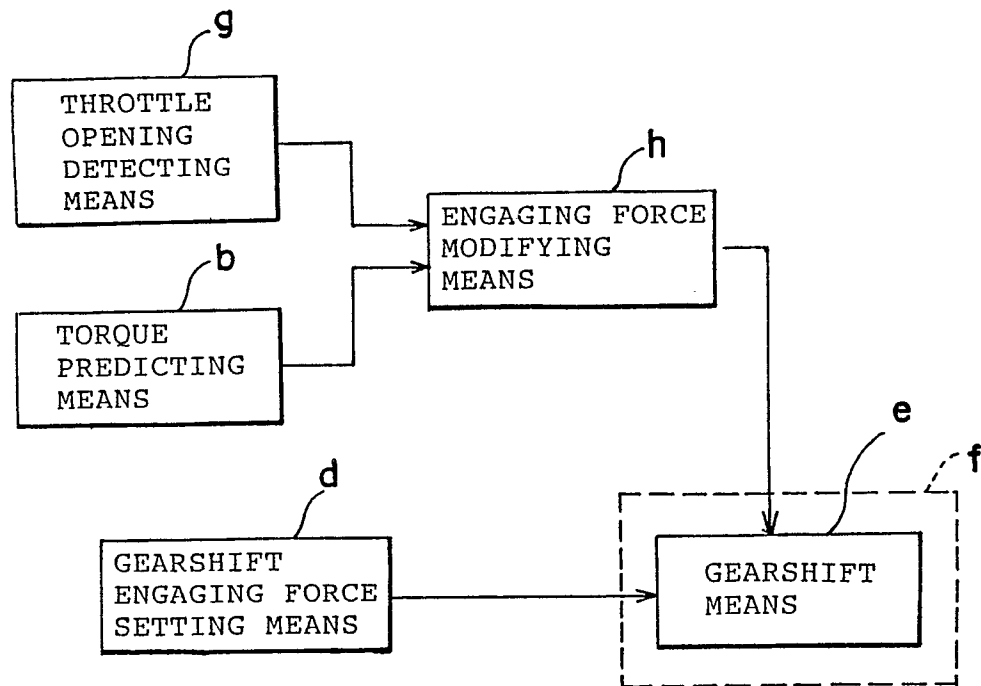 g
THROTTLE
OPENING
DETECTING
MEANS
h
ENGAGING FORCE
MODIFYING
MEANS
b
TORQUE
PREDICTING
MEANS
e
f
GEARSHIFT
MEANS
d
GEARSHIFT
ENGAGING FORCE
SETTING MEANS